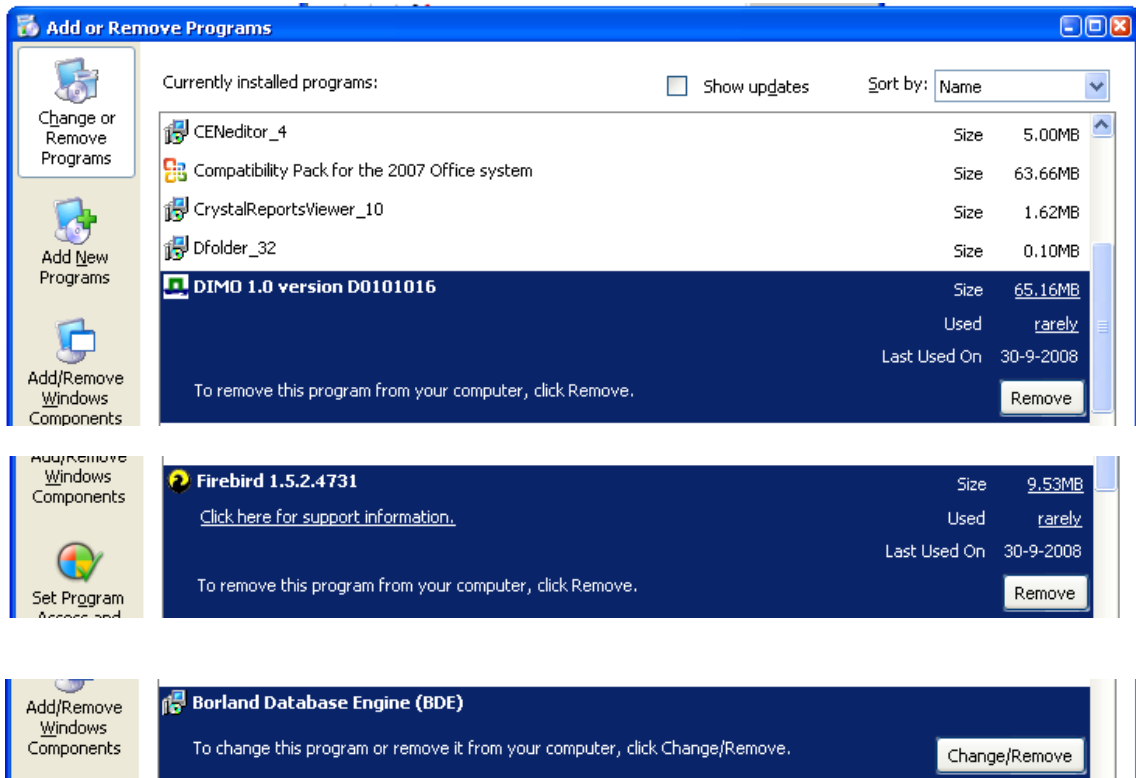 Add or Remove Programs
Change or
Remove
Programs
Currently installed programs:
Show updates
Sort by: Name
CENeditor_4 Size 5.00MB
Compatibility Pack for the 2007 Office system Size 63.66MB
CrystalReportsViewer_10 Size 1.62MB
Dfolder_32 Size 0.10MB
Add New
Programs
DIMO 1.0 version D0101016 Size 65.16MB
Used rarely
Last Used On 30-9-2008
To remove this program from your computer, click Remove.
Remove
Add/Remove
Windows
Components
Add/Remove
Windows
Components
Firebird 1.5.2.4731 Size 9.53MB
Click here for support information. Used rarely
Last Used On 30-9-2008
To remove this program from your computer, click Remove.
Remove
Set Program
Access and
Add/Remove
Windows
Components
Borland Database Engine (BDE)
To change this program or remove it from your computer, click Change/Remove.
Change/Remove